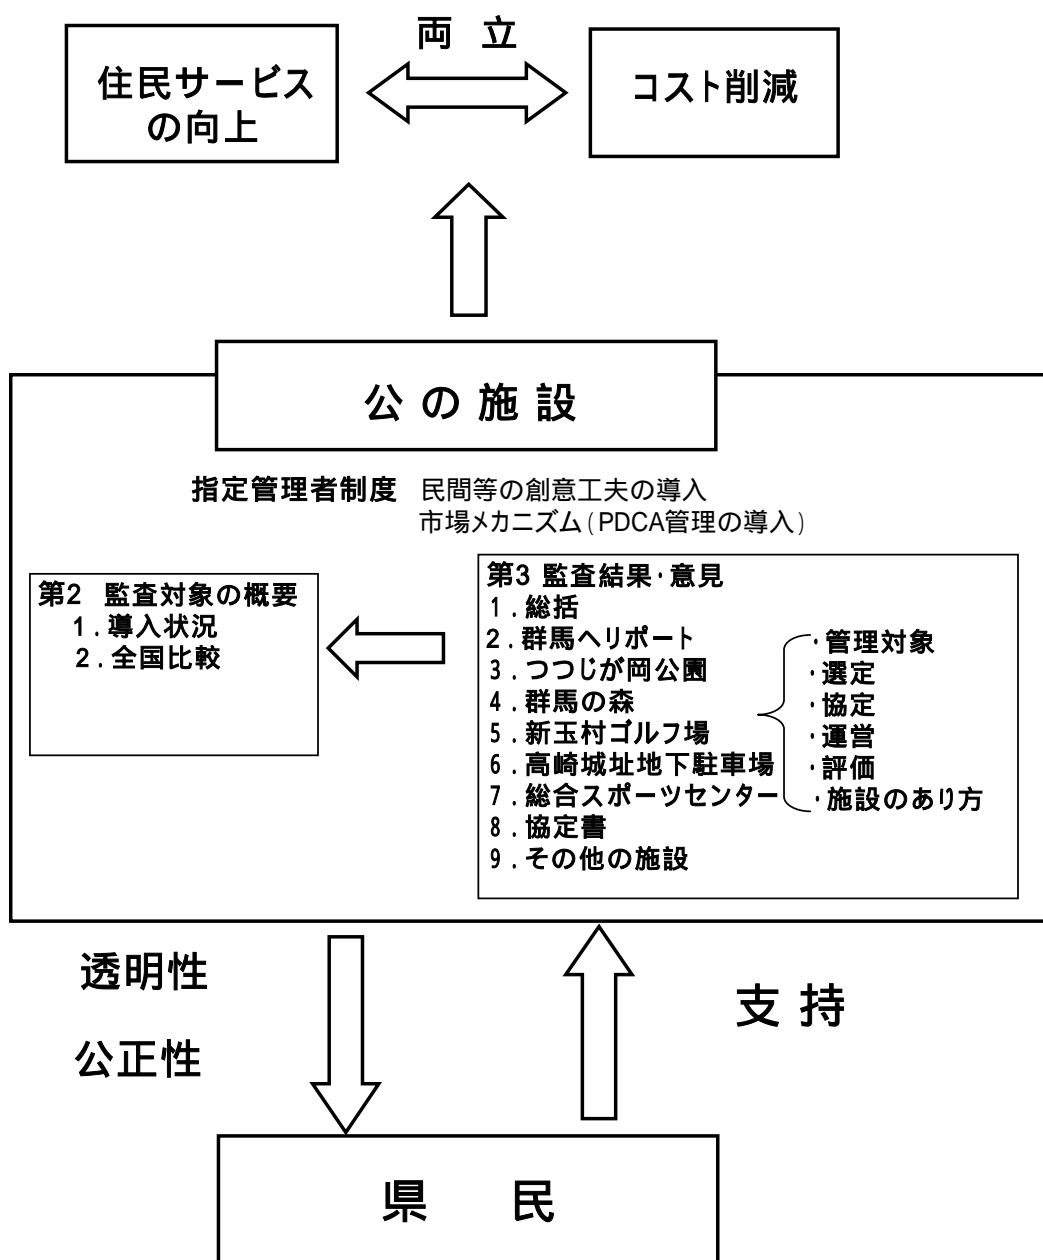 両 立
住民サービス
の向上
コスト削減
公 の 施 設
指定管理者制度 民間等の創意工夫の導入
市場メカニズム(PDCA管理の導入)
第2 監査対象の概要
1.導入状況
2.全国比較
第3 監査結果・意見
1.総括
2.群馬ヘリポート
3.つつじが岡公園
4.群馬の森
5.新玉村ゴルフ場
6.高崎城址地下駐車場
7.総合スポーツセンター
8.協定書
9.その他の施設
・管理対象
・選定
・協定
・運営
・評価
・施設のあり方
透明性
公正性
支 持
県 民